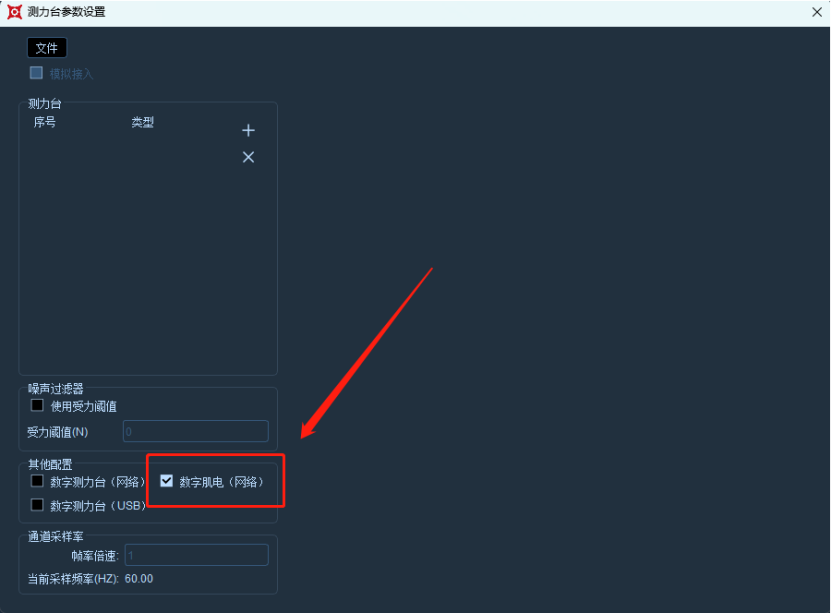 测力台参数设置
文件
模拟接入
测力台
序号 类型
噪声过滤器
使用受力阈值
受力阈值(N) 0
其他配置
数字测力台（网络） 数字肌电（网络）
数字测力台（USB）
通道采样率
帧率倍速: 1
当前采样频率(HZ): 60.00